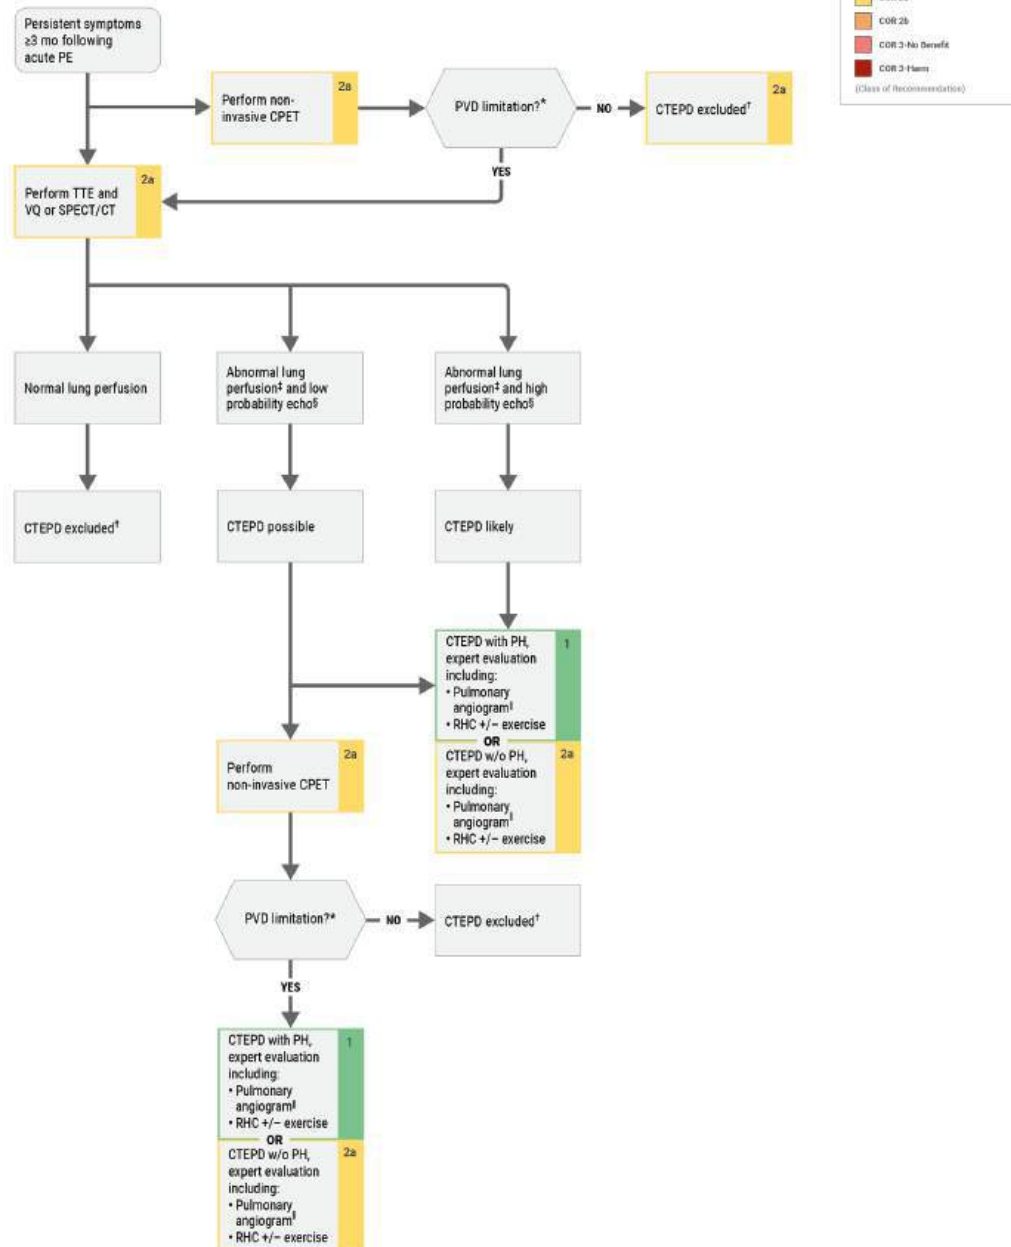 Persistent symptoms
≥3 mo following
acute PE
Perform non-
invasive CPET
2a
PVD limitation?*
NO
CTEPD excluded†
2a
YES
COR 2b
COR 3-No Benefit
COR 3-Harm
(Class of Recommendation)
Perform TTE and
VQ or SPECT/CT
2a
Normal lung perfusion
Abnormal lung
perfusion‡ and low
probability echo§
Abnormal lung
perfusion‡ and high
probability echo§
CTEPD excluded†
CTEPD possible
CTEPD likely
CTEPD with PH,
expert evaluation
including:
• Pulmonary
angiogram‖
• RHC +/− exercise
1
OR
CTEPD w/o PH,
expert evaluation
including:
• Pulmonary
angiogram‖
• RHC +/− exercise
2a
Perform
non-invasive CPET
2a
PVD limitation?*
NO
CTEPD excluded†
YES
CTEPD with PH,
expert evaluation
including:
• Pulmonary
angiogram‖
• RHC +/− exercise
1
OR
CTEPD w/o PH,
expert evaluation
including:
• Pulmonary
angiogram‖
• RHC +/− exercise
2a